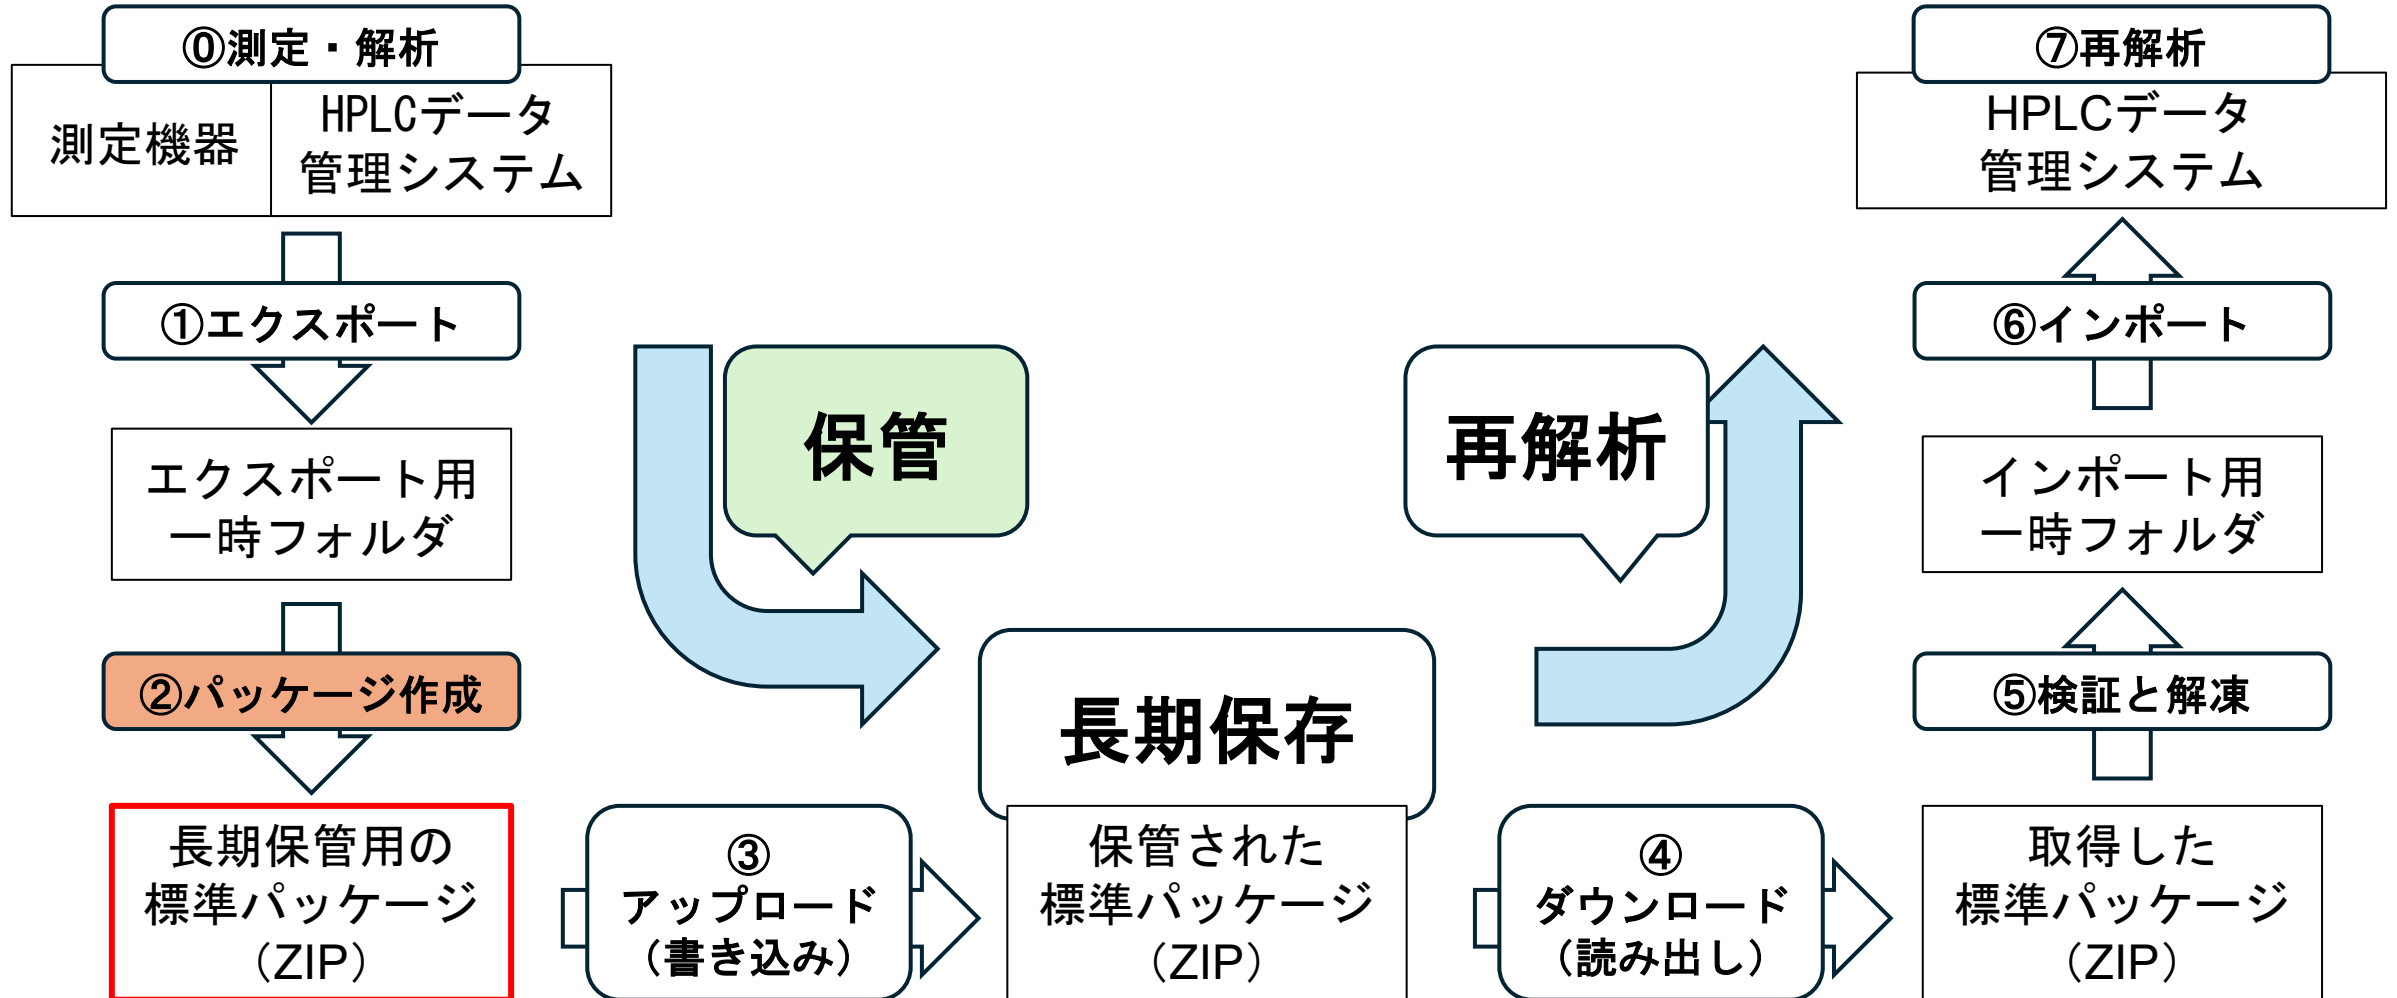 ⓪測定・解析
測定機器
HPLCデータ
管理システム
①エクスポート
エクスポート用
一時フォルダ
②パッケージ作成
長期保管用の
標準パッケージ
（ZIP）
保管
③
アップロード
（書き込み）
長期保存
保管された
標準パッケージ
（ZIP）
再解析
④
ダウンロード
（読み出し）
⑦再解析
HPLCデータ
管理システム
⑥インポート
インポート用
一時フォルダ
⑤検証と解凍
取得した
標準パッケージ
（ZIP）